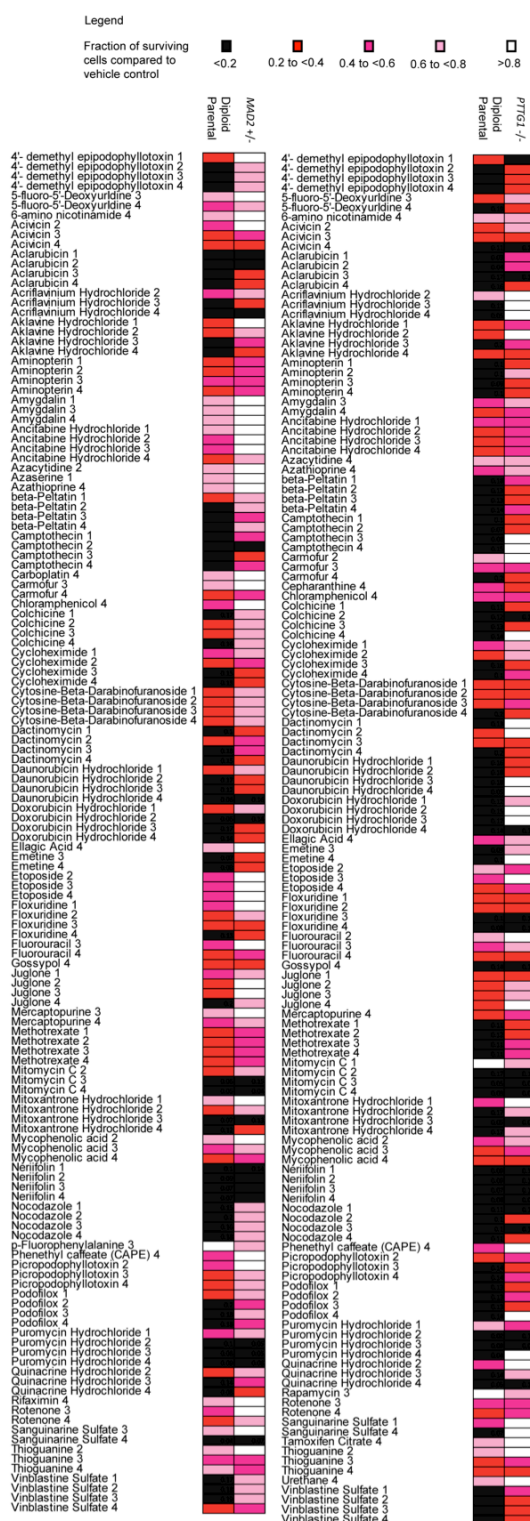 Legend
Fraction of surviving
cells compared to
vehicle control
<0.2
0.2 to <0.4
0.4 to <0.6
0.6 to <0.8
>0.8
Diploid
Parental
MAD2 +/-
4'- demethyl epipodophyllotoxin 1
4'- demethyl epipodophyllotoxin 2
4'- demethyl epipodophyllotoxin 3
4'- demethyl epipodophyllotoxin 4
5-fluoro-5'-Deoxyuridine 3
5-fluoro-5'-Deoxyuridine 4
6-amino nicotinamide 4
Acivicin 2
Acivicin 3
Acivicin 4
Aclarubicin 1
Aclarubicin 2
Aclarubicin 3
Aclarubicin 4
Acriflavinium Hydrochloride 2
Acriflavinium Hydrochloride 3
Acriflavinium Hydrochloride 4
Aklavine Hydrochloride 1
Aklavine Hydrochloride 2
Aklavine Hydrochloride 3
Aklavine Hydrochloride 4
Aminopterin 1
Aminopterin 2
Aminopterin 3
Aminopterin 4
Amygdalin 1
Amygdalin 3
Amygdalin 4
Ancitabine Hydrochloride 1
Ancitabine Hydrochloride 2
Ancitabine Hydrochloride 3
Ancitabine Hydrochloride 4
Azacytidine 2
Azaserine 1
Azathioprine 4
beta-Peltatin 1
beta-Peltatin 2
beta-Peltatin 3
beta-Peltatin 4
Camptothecin 1
Camptothecin 2
Camptothecin 3
Camptothecin 4
Carboplatin 4
Carmofur 3
Carmofur 4
Chloramphenicol 4
Colchicine 1
Colchicine 2
Colchicine 3
Colchicine 4
Cycloheximide 1
Cycloheximide 2
Cycloheximide 3
Cycloheximide 4
Cytosine-Beta-Darabinofuranoside 1
Cytosine-Beta-Darabinofuranoside 2
Cytosine-Beta-Darabinofuranoside 3
Cytosine-Beta-Darabinofuranoside 4
Dactinomycin 1
Dactinomycin 2
Dactinomycin 3
Dactinomycin 4
Daunorubicin Hydrochloride 1
Daunorubicin Hydrochloride 2
Daunorubicin Hydrochloride 3
Daunorubicin Hydrochloride 4
Doxorubicin Hydrochloride 1
Doxorubicin Hydrochloride 2
Doxorubicin Hydrochloride 3
Doxorubicin Hydrochloride 4
Ellagic Acid 4
Emetine 3
Emetine 4
Etoposide 2
Etoposide 3
Etoposide 4
Floxuridine 1
Floxuridine 2
Floxuridine 3
Floxuridine 4
Fluorouracil 3
Fluorouracil 4
Gossypol 4
Juglone 1
Juglone 2
Juglone 3
Juglone 4
Mercaptopurine 3
Mercaptopurine 4
Methotrexate 1
Methotrexate 2
Methotrexate 3
Methotrexate 4
Mitomycin C 2
Mitomycin C 3
Mitomycin C 4
Mitoxantrone Hydrochloride 1
Mitoxantrone Hydrochloride 2
Mitoxantrone Hydrochloride 3
Mitoxantrone Hydrochloride 4
Mycophenolic acid 2
Mycophenolic acid 3
Mycophenolic acid 4
Neriifolin 1
Neriifolin 2
Neriifolin 3
Neriifolin 4
Nocodazole 1
Nocodazole 2
Nocodazole 3
Nocodazole 4
p-Fluorophenylalanine 3
Phenethyl caffeate (CAPE) 4
Picropodophyllotoxin 2
Picropodophyllotoxin 3
Picropodophyllotoxin 4
Podofilox 1
Podofilox 2
Podofilox 3
Podofilox 4
Puromycin Hydrochloride 1
Puromycin Hydrochloride 2
Puromycin Hydrochloride 3
Puromycin Hydrochloride 4
Quinacrine Hydrochloride 2
Quinacrine Hydrochloride 3
Quinacrine Hydrochloride 4
Rifaximin 4
Rotenone 3
Rotenone 4
Sanguinarine Sulfate 3
Sanguinarine Sulfate 4
Thioguanine 2
Thioguanine 3
Thioguanine 4
Vinblastine Sulfate 1
Vinblastine Sulfate 2
Vinblastine Sulfate 3
Vinblastine Sulfate 4
Diploid
Parental
PTTG1 -/-
4'- demethyl epipodophyllotoxin 1
4'- demethyl epipodophyllotoxin 2
4'- demethyl epipodophyllotoxin 3
4'- demethyl epipodophyllotoxin 4
5-fluoro-5'-Deoxyuridine 3
5-fluoro-5'-Deoxyuridine 4
6-amino nicotinamide 4
Acivicin 2
Acivicin 3
Acivicin 4
Aclarubicin 1
Aclarubicin 2
Aclarubicin 3
Aclarubicin 4
Acriflavinium Hydrochloride 2
Acriflavinium Hydrochloride 3
Acriflavinium Hydrochloride 4
Aklavine Hydrochloride 1
Aklavine Hydrochloride 2
Aklavine Hydrochloride 3
Aklavine Hydrochloride 4
Aminopterin 1
Aminopterin 2
Aminopterin 3
Aminopterin 4
Amygdalin 3
Amygdalin 4
Ancitabine Hydrochloride 1
Ancitabine Hydrochloride 2
Ancitabine Hydrochloride 3
Ancitabine Hydrochloride 4
Azacytidine 4
Azathioprine 4
beta-Peltatin 1
beta-Peltatin 2
beta-Peltatin 3
beta-Peltatin 4
Camptothecin 1
Camptothecin 2
Camptothecin 3
Camptothecin 4
Carmofur 2
Carmofur 3
Carmofur 4
Cepharanthine 4
Chloramphenicol 4
Colchicine 1
Colchicine 2
Colchicine 3
Colchicine 4
Cycloheximide 1
Cycloheximide 2
Cycloheximide 3
Cycloheximide 4
Cytosine-Beta-Darabinofuranoside 1
Cytosine-Beta-Darabinofuranoside 2
Cytosine-Beta-Darabinofuranoside 3
Cytosine-Beta-Darabinofuranoside 4
Dactinomycin 1
Dactinomycin 2
Dactinomycin 3
Dactinomycin 4
Daunorubicin Hydrochloride 1
Daunorubicin Hydrochloride 2
Daunorubicin Hydrochloride 3
Daunorubicin Hydrochloride 4
Doxorubicin Hydrochloride 1
Doxorubicin Hydrochloride 2
Doxorubicin Hydrochloride 3
Doxorubicin Hydrochloride 4
Ellagic Acid 4
Emetine 3
Emetine 4
Etoposide 2
Etoposide 3
Etoposide 4
Floxuridine 1
Floxuridine 2
Floxuridine 3
Floxuridine 4
Fluorouracil 2
Fluorouracil 3
Fluorouracil 4
Gossypol 4
Juglone 1
Juglone 2
Juglone 3
Juglone 4
Mercaptopurine 4
Methotrexate 1
Methotrexate 2
Methotrexate 3
Methotrexate 4
Mitomycin C 1
Mitomycin C 2
Mitomycin C 3
Mitomycin C 4
Mitoxantrone Hydrochloride 1
Mitoxantrone Hydrochloride 2
Mitoxantrone Hydrochloride 3
Mitoxantrone Hydrochloride 4
Mycophenolic acid 2
Mycophenolic acid 3
Mycophenolic acid 4
Neriifolin 1
Neriifolin 2
Neriifolin 3
Neriifolin 4
Nocodazole 1
Nocodazole 2
Nocodazole 3
Nocodazole 4
Phenethyl caffeate (CAPE) 4
Picropodophyllotoxin 2
Picropodophyllotoxin 3
Picropodophyllotoxin 4
Podofilox 1
Podofilox 2
Podofilox 3
Podofilox 4
Puromycin Hydrochloride 1
Puromycin Hydrochloride 2
Puromycin Hydrochloride 3
Puromycin Hydrochloride 4
Quinacrine Hydrochloride 2
Quinacrine Hydrochloride 3
Quinacrine Hydrochloride 4
Rapamycin 3
Rotenone 3
Rotenone 4
Sanguinarine Sulfate 1
Sanguinarine Sulfate 4
Tamoxifen Citrate 4
Thioguanine 2
Thioguanine 3
Thioguanine 4
Urethane 4
Vinblastine Sulfate 1
Vinblastine Sulfate 2
Vinblastine Sulfate 3
Vinblastine Sulfate 4